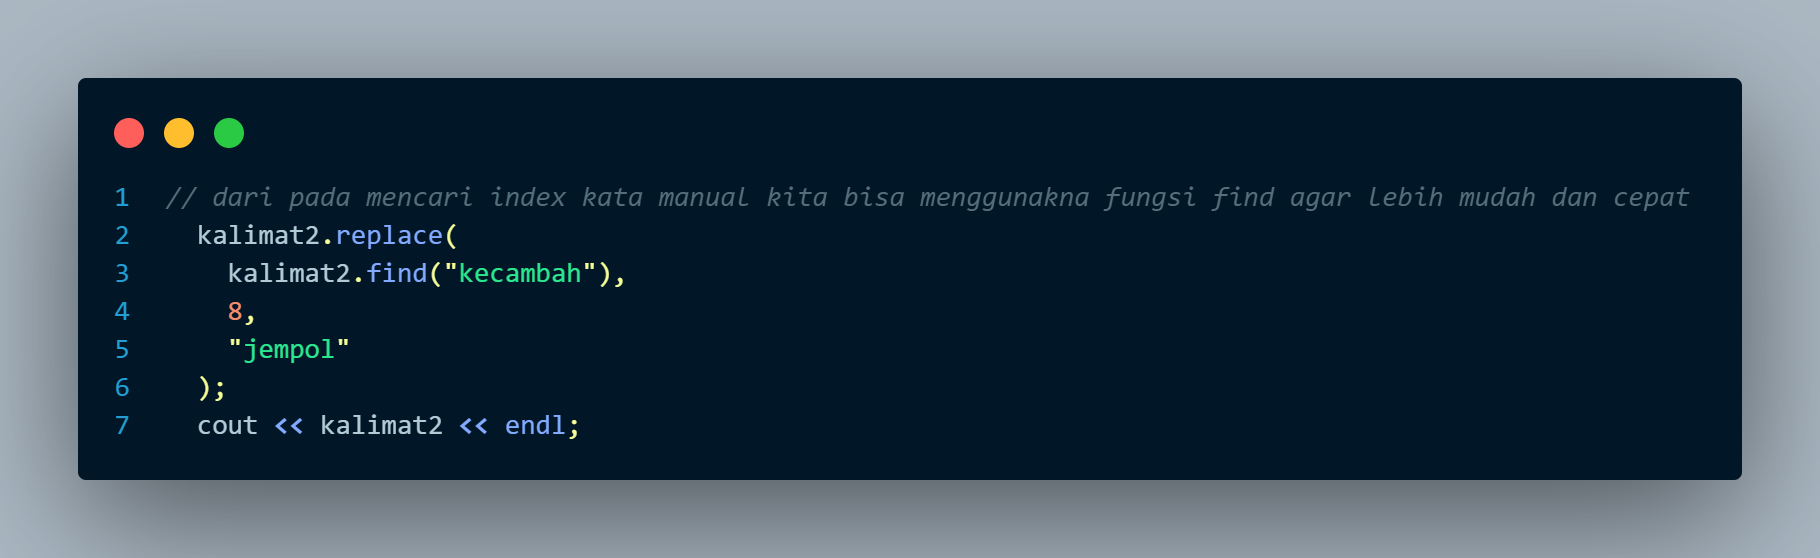 1 // dari pada mencari index kata manual kita bisa menggunakna fungsi find agar lebih mudah dan cepat
2 kalimat2.replace(
3 kalimat2.find("kecambah"),
4 8,
5 "jempol"
6 );
7 cout << kalimat2 << endl;